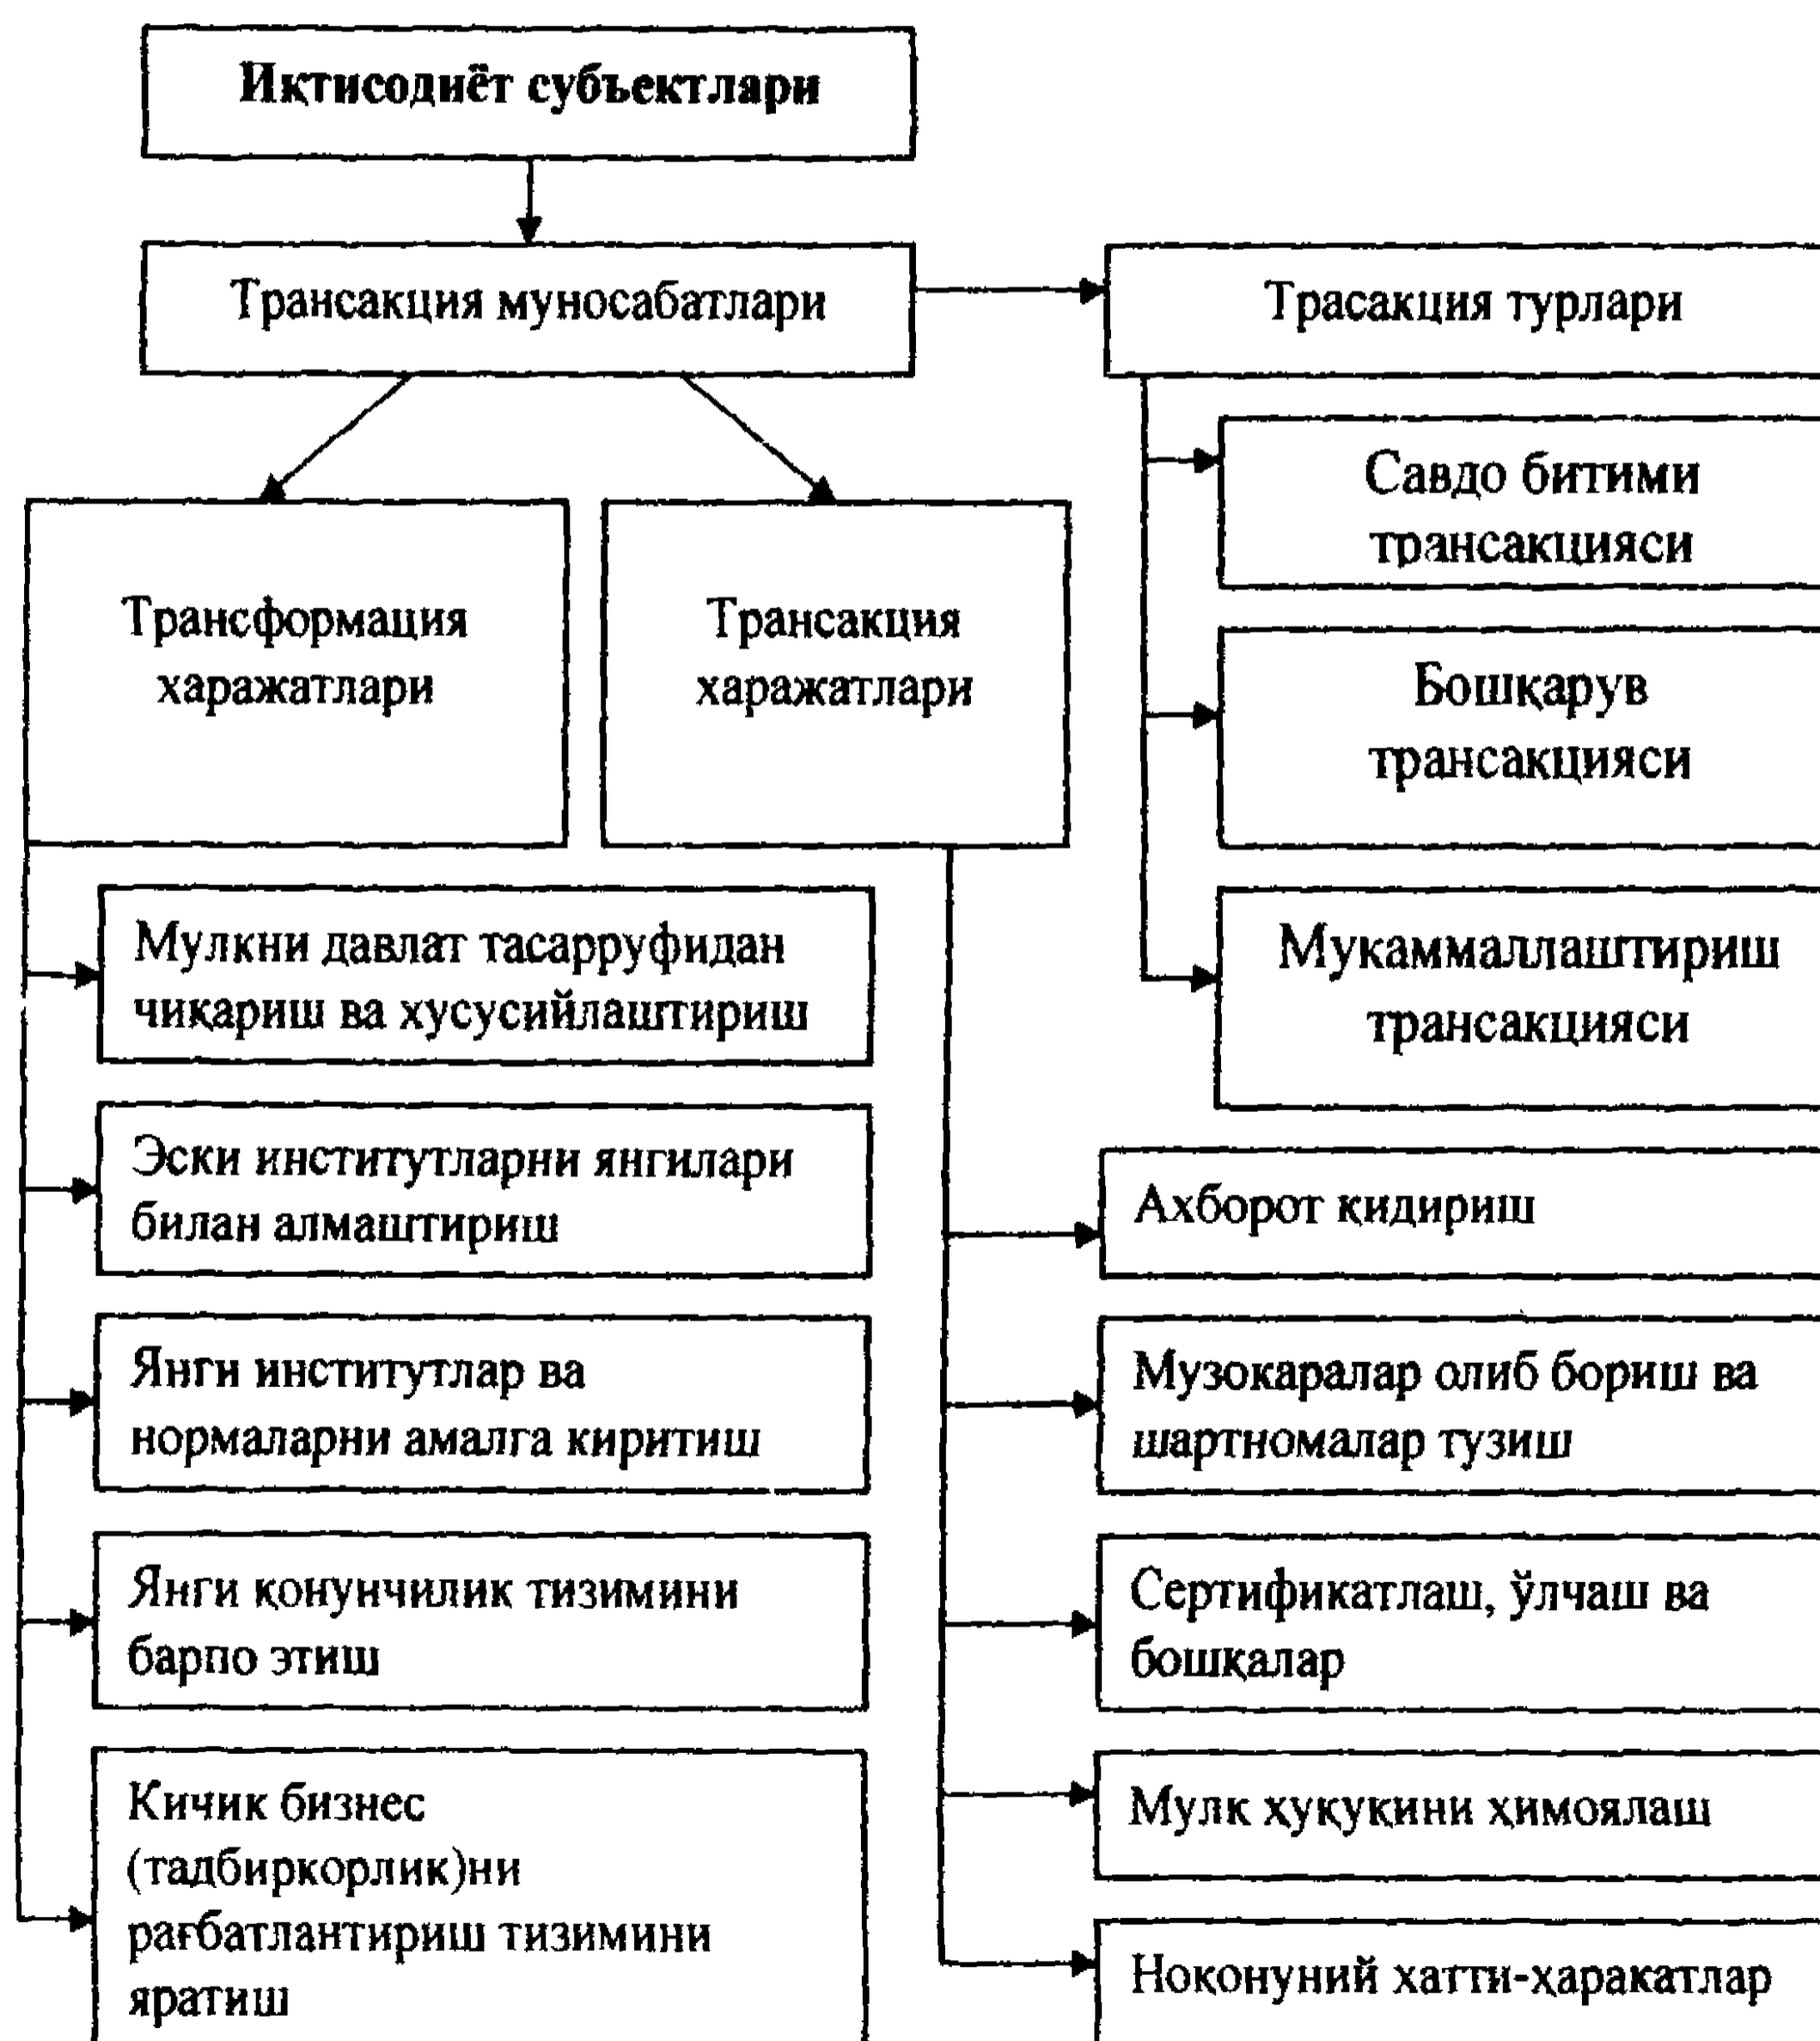 Иқтисодиёт субъектлари
Трансакция муносабатлари
Трасакция турлари
Савдо битими
трансакцияси
Бошқарув
трансакцияси
Мукаммаллаштириш
трансакцияси
Трансформация
харажатлари
Трансакция
харажатлари
Мулкни давлат тасарруфидан
чиқариш ва хусусийлаштириш
Эски институтларни янгилари
билан алмаштириш
Янги институтлар ва
нормаларни амалга киритиш
Янги қонунчилик тизимини
барпо этиш
Кичик бизнес
(тадбиркорлик)ни
рағбатлантириш тизимини
яратиш
Ахборот қидириш
Музокаралар олиб бориш ва
шартномалар тузиш
Сертификатлаш, ўлчаш ва
бошқалар
Мулк ҳуқуқини ҳимоялаш
Ноқонуний хатти-ҳаракатлар